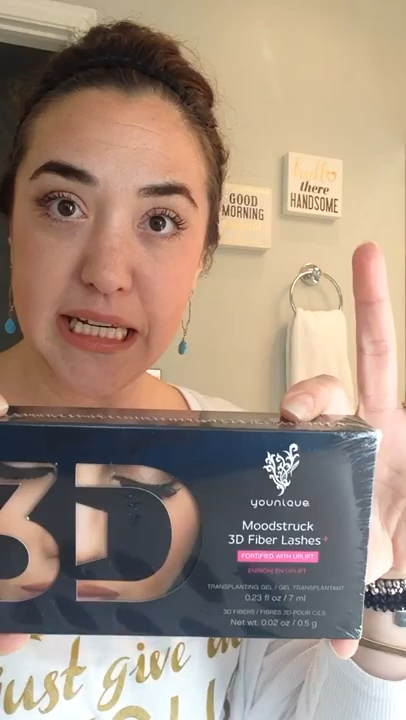 GOOD
MORNING
hello
there
HANDSOME
3D
younique
Moodstruck
3D Fiber Lashes+
FORTIFIED WITH UPLIFT
ENRICHI EN UPLIFT
TRANSPLANTING GEL / GEL TRANSPLANTANT
0.23 fl oz / 7 ml
3D FIBERS / FIBRES 3D POUR CILS
Net wt. 0.02 oz / 0.5 g
just give